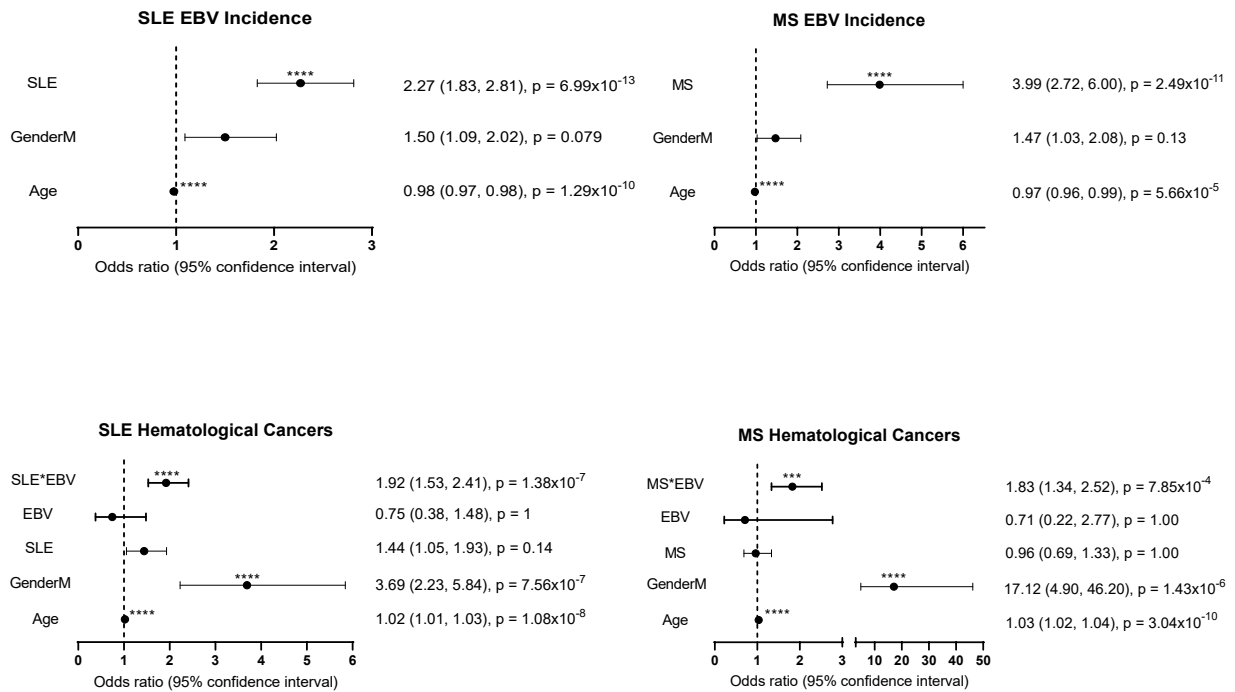 SLE EBV Incidence
SLE
****
2.27 (1.83, 2.81), p = 6.99x10-13
GenderM
1.50 (1.09, 2.02), p = 0.079
Age
****
0.98 (0.97, 0.98), p = 1.29x10-10
0 1 2 3
Odds ratio (95% confidence interval)
MS EBV Incidence
MS
****
3.99 (2.72, 6.00), p = 2.49x10-11
GenderM
1.47 (1.03, 2.08), p = 0.13
Age
****
0.97 (0.96, 0.99), p = 5.66x10-5
0 1 2 3 4 5 6
Odds ratio (95% confidence interval)
SLE Hematological Cancers
SLE*EBV
****
1.92 (1.53, 2.41), p = 1.38x10-7
EBV
0.75 (0.38, 1.48), p = 1
SLE
1.44 (1.05, 1.93), p = 0.14
GenderM
****
3.69 (2.23, 5.84), p = 7.56x10-7
Age
****
1.02 (1.01, 1.03), p = 1.08x10-8
0 1 2 3 4 5 6
Odds ratio (95% confidence interval)
MS Hematological Cancers
MS*EBV
***
1.83 (1.34, 2.52), p = 7.85x10-4
EBV
0.71 (0.22, 2.77), p = 1.00
MS
0.96 (0.69, 1.33), p = 1.00
GenderM
****
17.12 (4.90, 46.20), p = 1.43x10-6
Age
****
1.03 (1.02, 1.04), p = 3.04x10-10
0 1 2 3 10 20 30 40 50
Odds ratio (95% confidence interval)